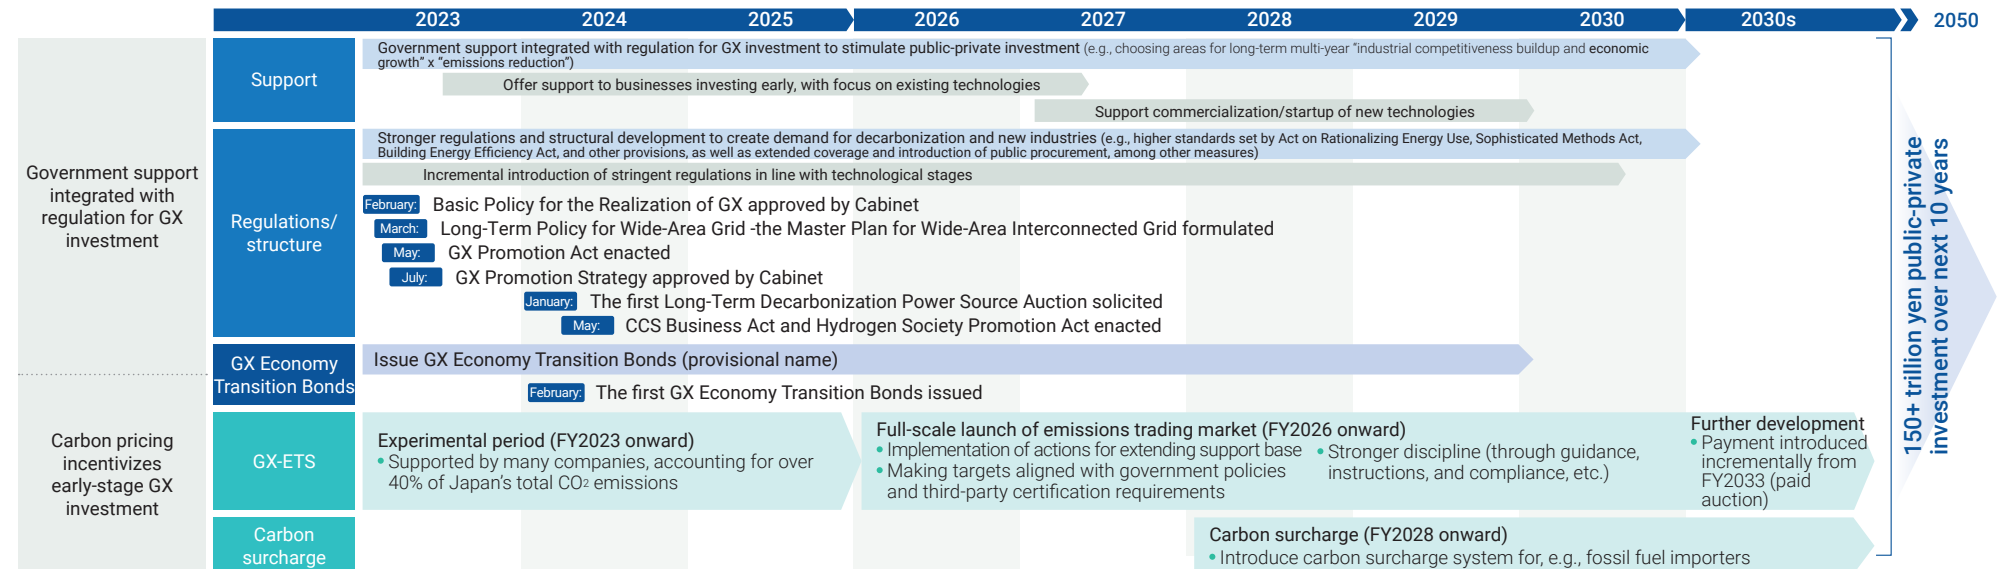 2023 2024 2025 2026 2027 2028 2029 2030 2030s 2050
Government support
integrated with
regulation for GX
investment
Support
Government support integrated with regulation for GX investment to stimulate public-private investment (e.g., choosing areas for long-term multi-year “industrial competitiveness buildup and economic
growth” x “emissions reduction”)
Offer support to businesses investing early, with focus on existing technologies
Support commercialization/startup of new technologies
Regulations/
structure
Stronger regulations and structural development to create demand for decarbonization and new industries (e.g., higher standards set by Act on Rationalizing Energy Use, Sophisticated Methods Act,
Building Energy Efficiency Act, and other provisions, as well as extended coverage and introduction of public procurement, among other measures)
Incremental introduction of stringent regulations in line with technological stages
February: Basic Policy for the Realization of GX approved by Cabinet
March: Long-Term Policy for Wide-Area Grid -the Master Plan for Wide-Area Interconnected Grid formulated
May: GX Promotion Act enacted
July: GX Promotion Strategy approved by Cabinet
January: The first Long-Term Decarbonization Power Source Auction solicited
May: CCS Business Act and Hydrogen Society Promotion Act enacted
GX Economy
Transition Bonds
Issue GX Economy Transition Bonds (provisional name)
February: The first GX Economy Transition Bonds issued
Carbon pricing
incentivizes
early-stage GX
investment
GX-ETS
Experimental period (FY2023 onward)
• Supported by many companies, accounting for over
40% of Japan’s total CO2 emissions
Full-scale launch of emissions trading market (FY2026 onward)
• Implementation of actions for extending support base
• Making targets aligned with government policies
and third-party certification requirements
• Stronger discipline (through guidance,
instructions, and compliance, etc.)
Further development
• Payment introduced
incrementally from
FY2033 (paid
auction)
Carbon
surcharge
Carbon surcharge (FY2028 onward)
• Introduce carbon surcharge system for, e.g., fossil fuel importers
150+ trillion yen public-private
investment over next 10 years